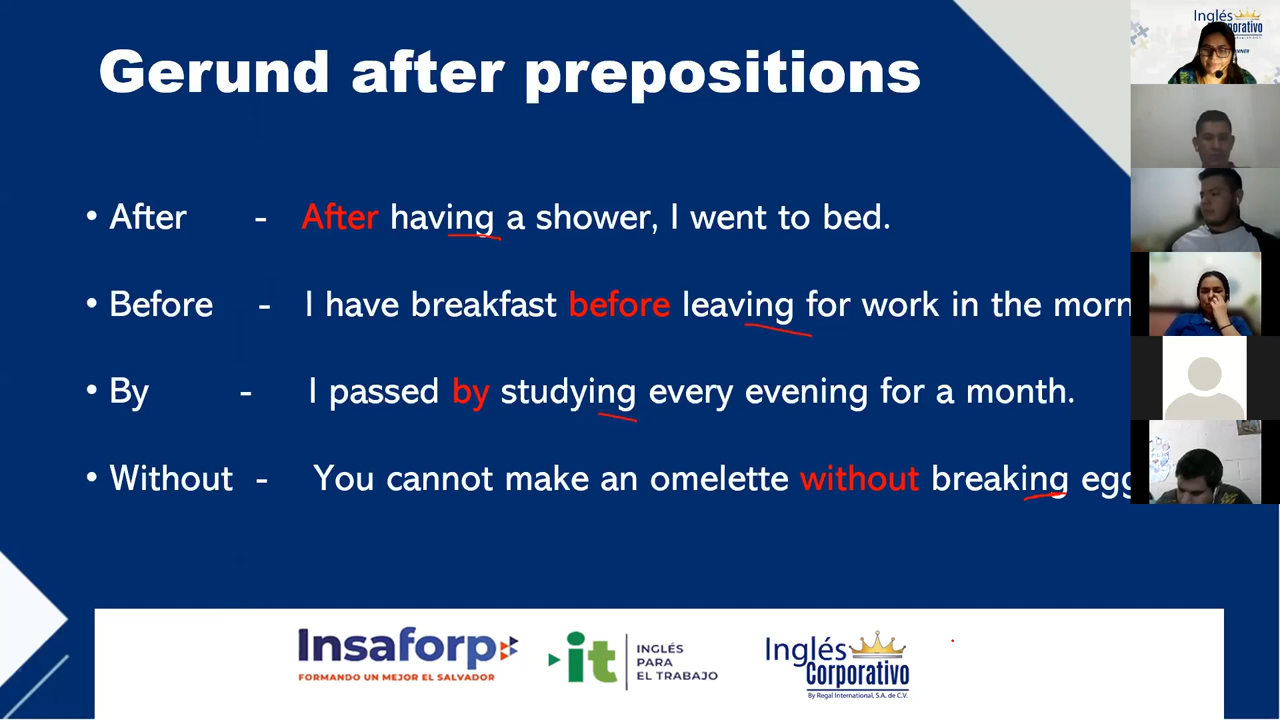 Gerund after prepositions
• After - After having a shower, I went to bed.
• Before - I have breakfast before leaving for work in the morn
• By - I passed by studying every evening for a month.
• Without - You cannot make an omelette without breaking egg
Insaforp
FORMANDO UN MEJOR EL SALVADOR
it
INGLÉS
PARA
EL TRABAJO
Inglés
Corporativo
By Regal International, S.A. de C.V.
Inglés